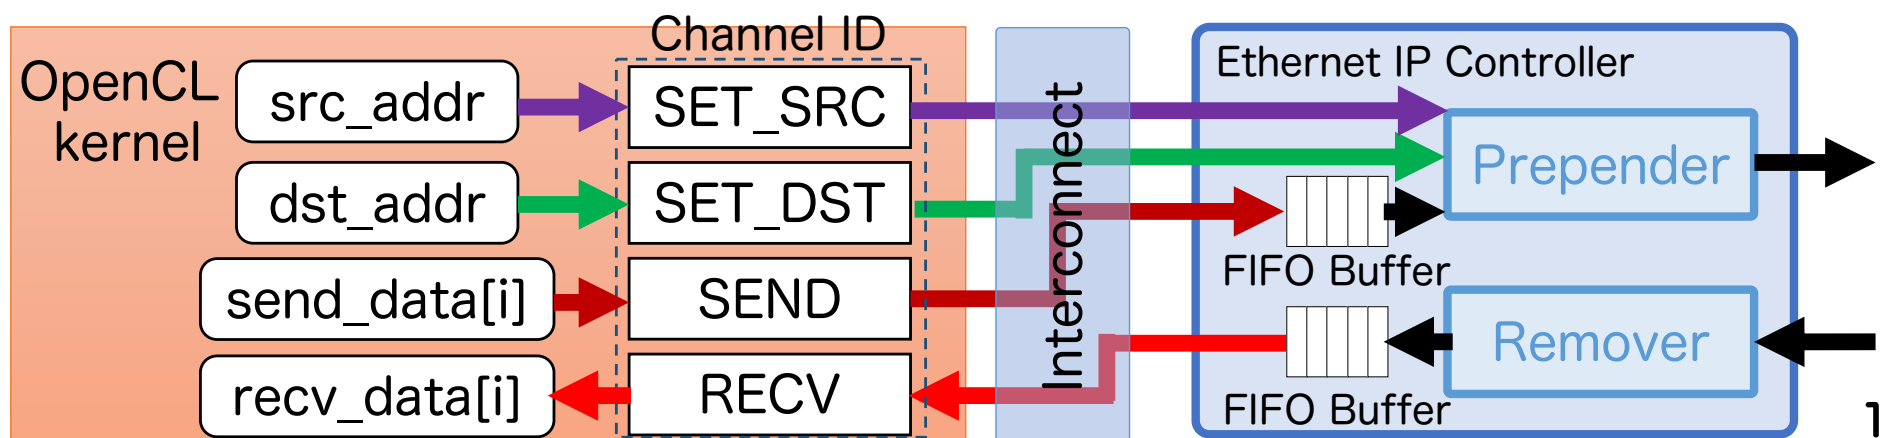 Channel ID
OpenCL
kernel
src_addr
SET_SRC
dst_addr
SET_DST
send_data[i]
SEND
recv_data[i]
RECV
Interconnect
Ethernet IP Controller
Prepender
FIFO Buffer
Remover
FIFO Buffer
1